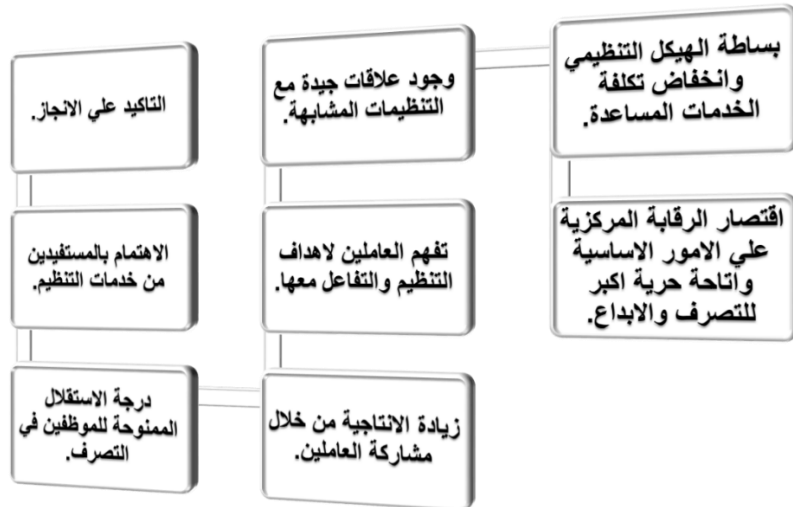 التاكيد علي الانجاز.
الاهتمام بالمستفيدين
من خدمات التنظيم.
درجة الاستقلال
الممنوحة للموظفين في
التصرف.
زيادة الانتاجية من خلال
مشاركة العاملين.
تفهم العاملين لاهداف
التنظيم والتفاعل معها.
وجود علاقات جيدة مع
التنظيمات المشابهة.
بساطة الهيكل التنظيمي
وانخفاض تكلفة
الخدمات المساعدة.
اقتصار الرقابة المركزية
علي الامور الاساسية
واتاحة حرية اكبر
للتصرف والابداع.